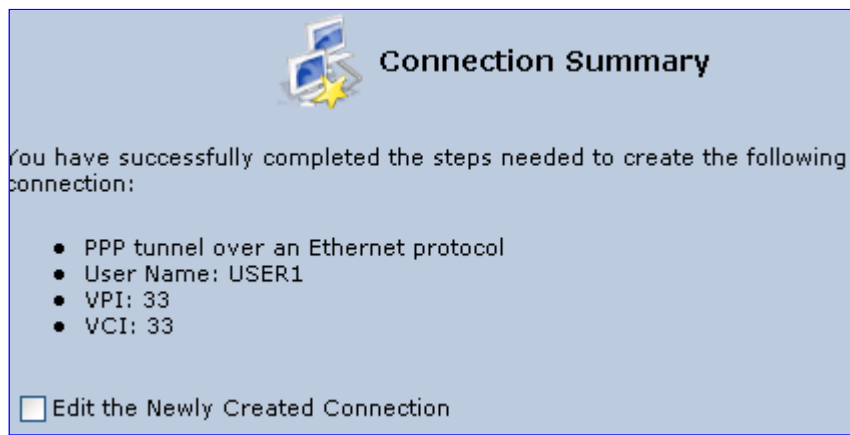 Connection Summary
You have successfully completed the steps needed to create the following
connection:
PPP tunnel over an Ethernet protocol
User Name: USER1
VPI: 33
VCI: 33
Edit the Newly Created Connection